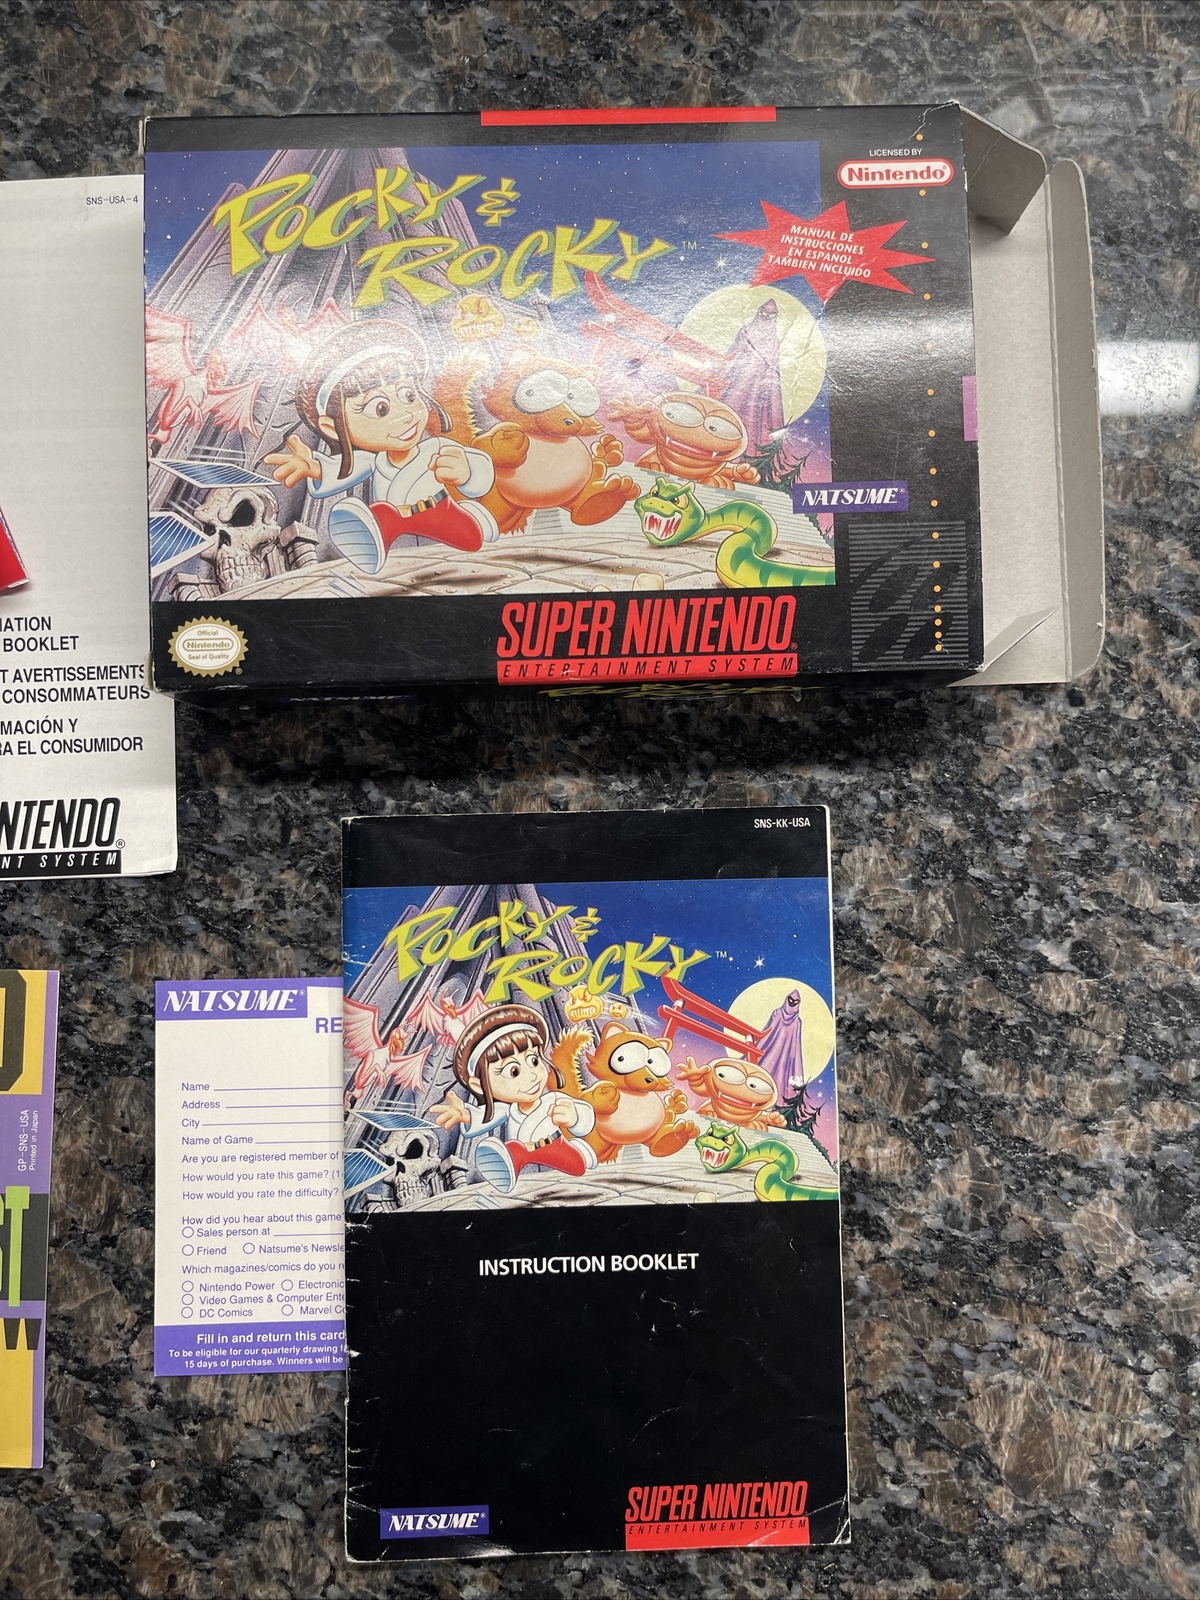 SNS-USA-4
POCKY &
ROCKY™
LICENSED BY
Nintendo®
MANUAL DE
INSTRUCCIONES
EN ESPAÑOL
TAMBIEN INCLUIDO
NATSUME®
Official
Nintendo
Seal of Quality
SUPER NINTENDO®
ENTERTAINMENT SYSTEM
POCKY & ROCKY
MATION
BOOKLET
T AVERTISSEMENTS
CONSOMMATEURS
MACIÓN Y
RA EL CONSUMIDOR
NTENDO®
NT SYSTEM
SNS-KK-USA
POCKY &
ROCKY™
INSTRUCTION BOOKLET
NATSUME®
SUPER NINTENDO
ENTERTAINMENT SYSTEM
NATSUME®
RE
Name
Address
City
Name of Game
Are you are registered member of
How would you rate this game? (1-
How would you rate the difficulty?
How did you hear about this game
Sales person at
Friend Natsume's Newsle
Which magazines/comics do you re
Nintendo Power Electronic
Video Games & Computer Ente
DC Comics Marvel Co
Fill in and return this card
To be eligible for our quarterly drawing
15 days of purchase. Winners will be
GP-SNS-USA
Printed in Japan
ST
W